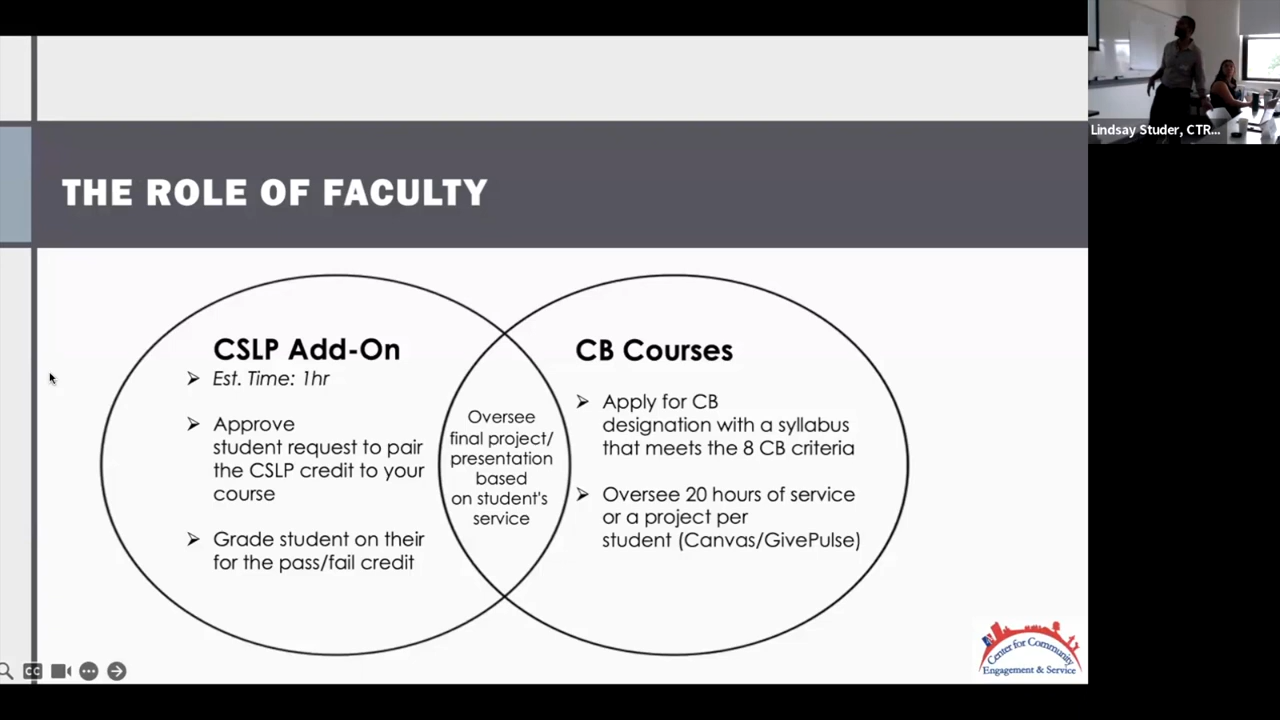 Lindsay Studer, CTR...
THE ROLE OF FACULTY
CSLP Add-On
Est. Time: 1hr
Approve
student request to pair
the CSLP credit to your
course
Grade student on their
for the pass/fail credit
Oversee
final project/
presentation
based
on student's
service
CB Courses
Apply for CB
designation with a syllabus
that meets the 8 CB criteria
Oversee 20 hours of service
or a project per
student (Canvas/GivePulse)
Center for Community
Engagement & Service
CC